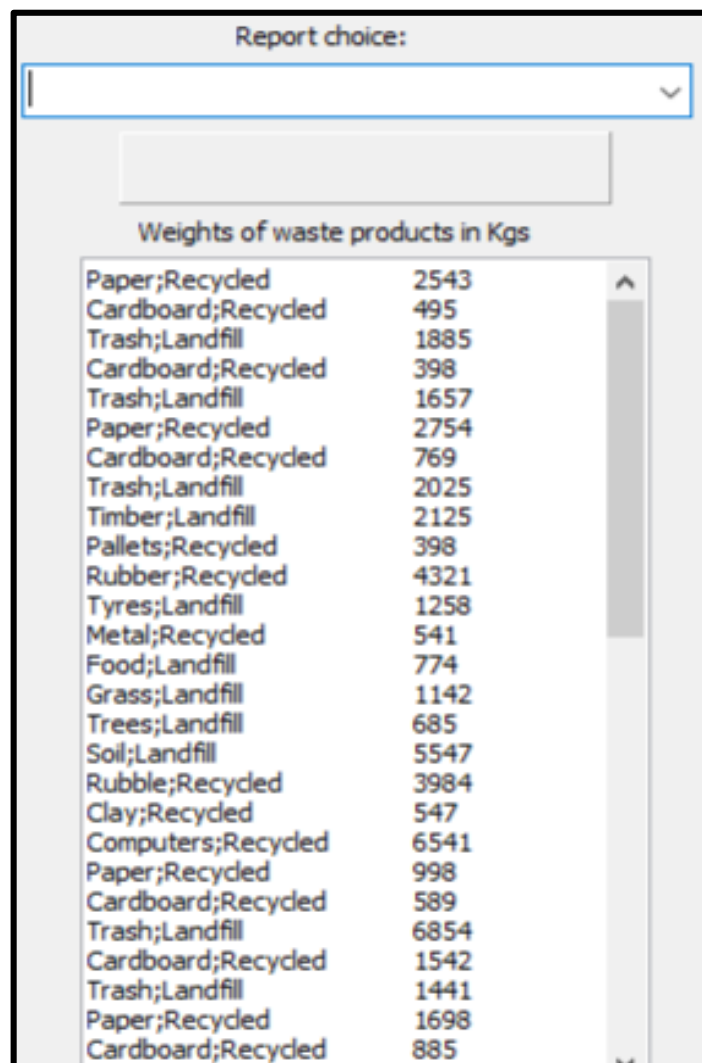 Report choice:
Weights of waste products in Kgs
Paper;Recycled 2543
Cardboard;Recycled 495
Trash;Landfill 1885
Cardboard;Recycled 398
Trash;Landfill 1657
Paper;Recycled 2754
Cardboard;Recycled 769
Trash;Landfill 2025
Timber;Landfill 2125
Pallets;Recycled 398
Rubber;Recycled 4321
Tyres;Landfill 1258
Metal;Recycled 541
Food;Landfill 774
Grass;Landfill 1142
Trees;Landfill 685
Soil;Landfill 5547
Rubble;Recycled 3984
Clay;Recycled 547
Computers;Recycled 6541
Paper;Recycled 998
Cardboard;Recycled 589
Trash;Landfill 6854
Cardboard;Recycled 1542
Trash;Landfill 1441
Paper;Recycled 1698
Cardboard;Recycled 885